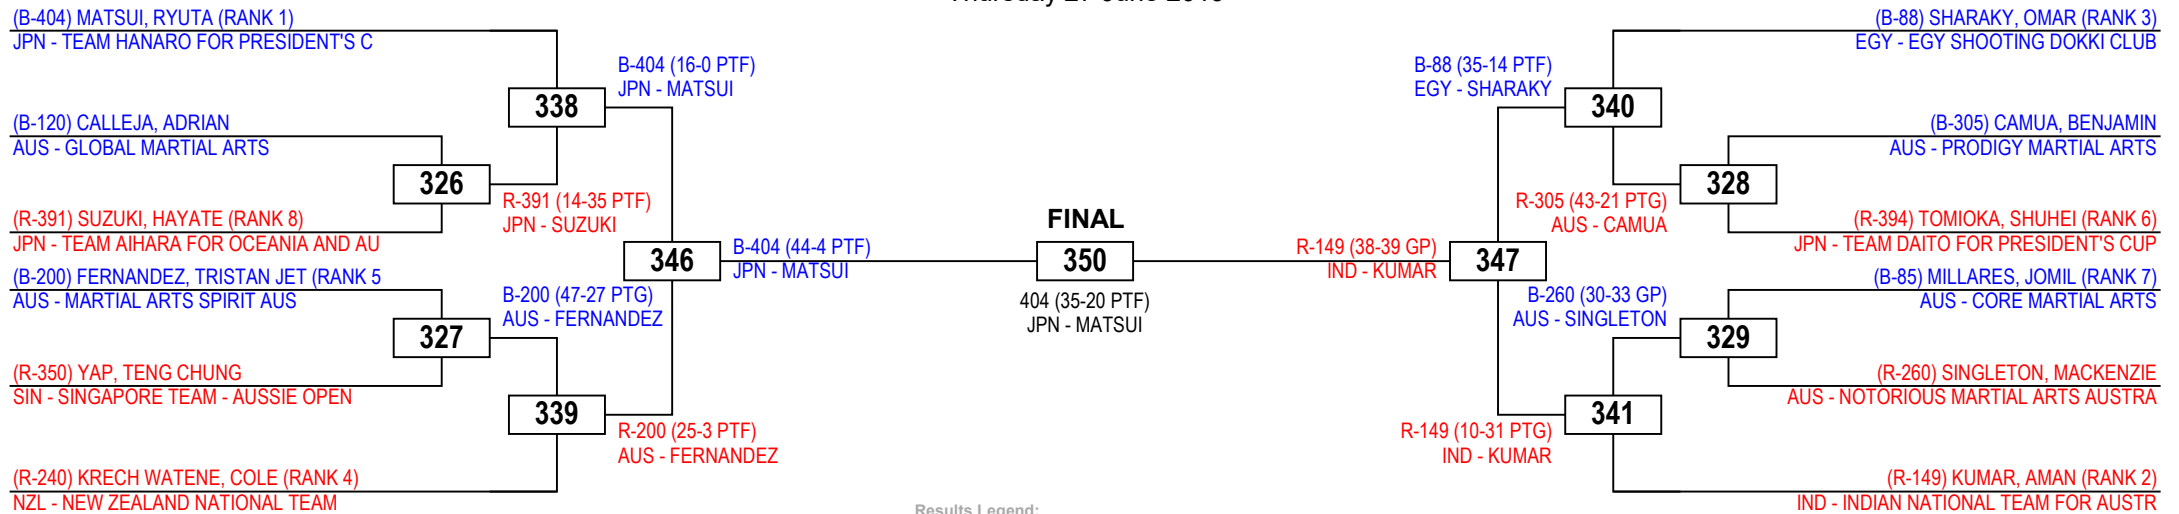 (B-404) MATSUI, RYUTA (RANK 1)
JPN - TEAM HANARO FOR PRESIDENT'S C
(B-120) CALLEJA, ADRIAN
AUS - GLOBAL MARTIAL ARTS
(R-391) SUZUKI, HAYATE (RANK 8)
JPN - TEAM AIHARA FOR OCEANIA AND AU
(B-200) FERNANDEZ, TRISTAN JET (RANK 5
AUS - MARTIAL ARTS SPIRIT AUS
(R-350) YAP, TENG CHUNG
SIN - SINGAPORE TEAM - AUSSIE OPEN
(R-240) KRECH WATENE, COLE (RANK 4)
NZL - NEW ZEALAND NATIONAL TEAM
326
327
R-391 (14-35 PTF)
JPN - SUZUKI
B-200 (47-27 PTG)
AUS - FERNANDEZ
338
339
B-404 (16-0 PTF)
JPN - MATSUI
R-200 (25-3 PTF)
AUS - FERNANDEZ
346
B-404 (44-4 PTF)
JPN - MATSUI
FINAL
350
404 (35-20 PTF)
JPN - MATSUI
R-149 (38-39 GP)
IND - KUMAR
347
B-88 (35-14 PTF)
EGY - SHARAKY
R-149 (10-31 PTG)
IND - KUMAR
340
341
R-305 (43-21 PTG)
AUS - CAMUA
B-260 (30-33 GP)
AUS - SINGLETON
328
329
(B-88) SHARAKY, OMAR (RANK 3)
EGY - EGY SHOOTING DOKKI CLUB
(B-305) CAMUA, BENJAMIN
AUS - PRODIGY MARTIAL ARTS
(R-394) TOMIOKA, SHUHEI (RANK 6)
JPN - TEAM DAITO FOR PRESIDENT'S CUP
(B-85) MILLARES, JOMIL (RANK 7)
AUS - CORE MARTIAL ARTS
(R-260) SINGLETON, MACKENZIE
AUS - NOTORIOUS MARTIAL ARTS AUSTRA
(R-149) KUMAR, AMAN (RANK 2)
IND - INDIAN NATIONAL TEAM FOR AUSTR
Results Legend: